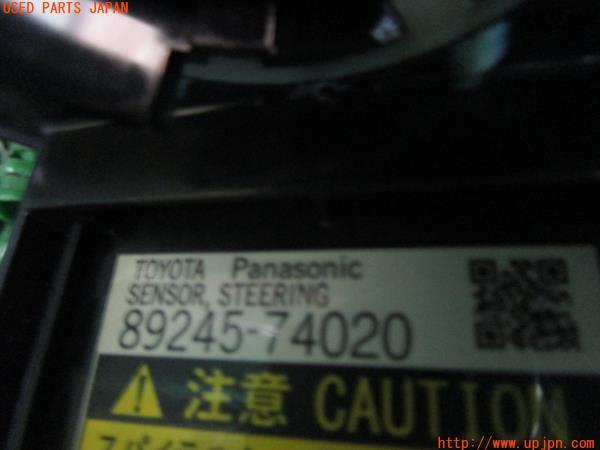 USED PARTS JAPAN
TOYOTA Panasonic
SENSOR, STEERING
89245-74020
注意 CAUTION
http://www.upjpn.com